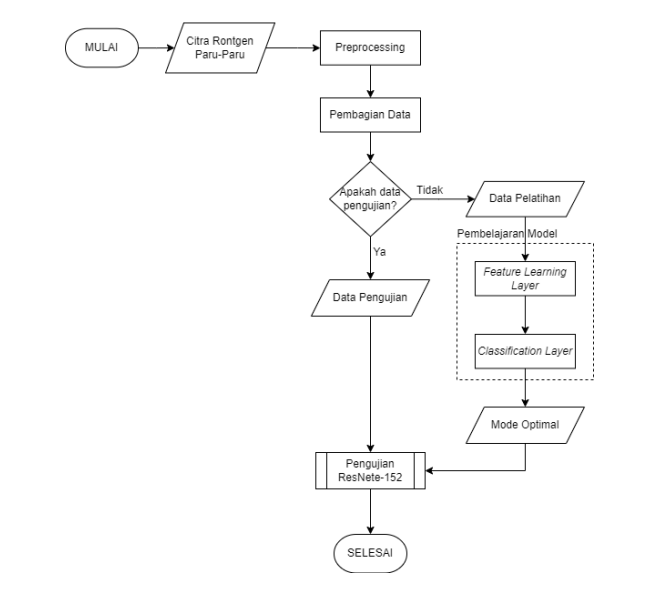 MULAI
Citra Rontgen
Paru-Paru
Preprocessing
Pembagian Data
Apakah data
pengujian?
Tidak
Data Pelatihan
Pembelajaran Model
Ya
Feature Learning
Layer
Data Pengujian
Classification Layer
Mode Optimal
Pengujian
ResNete-152
SELESAI